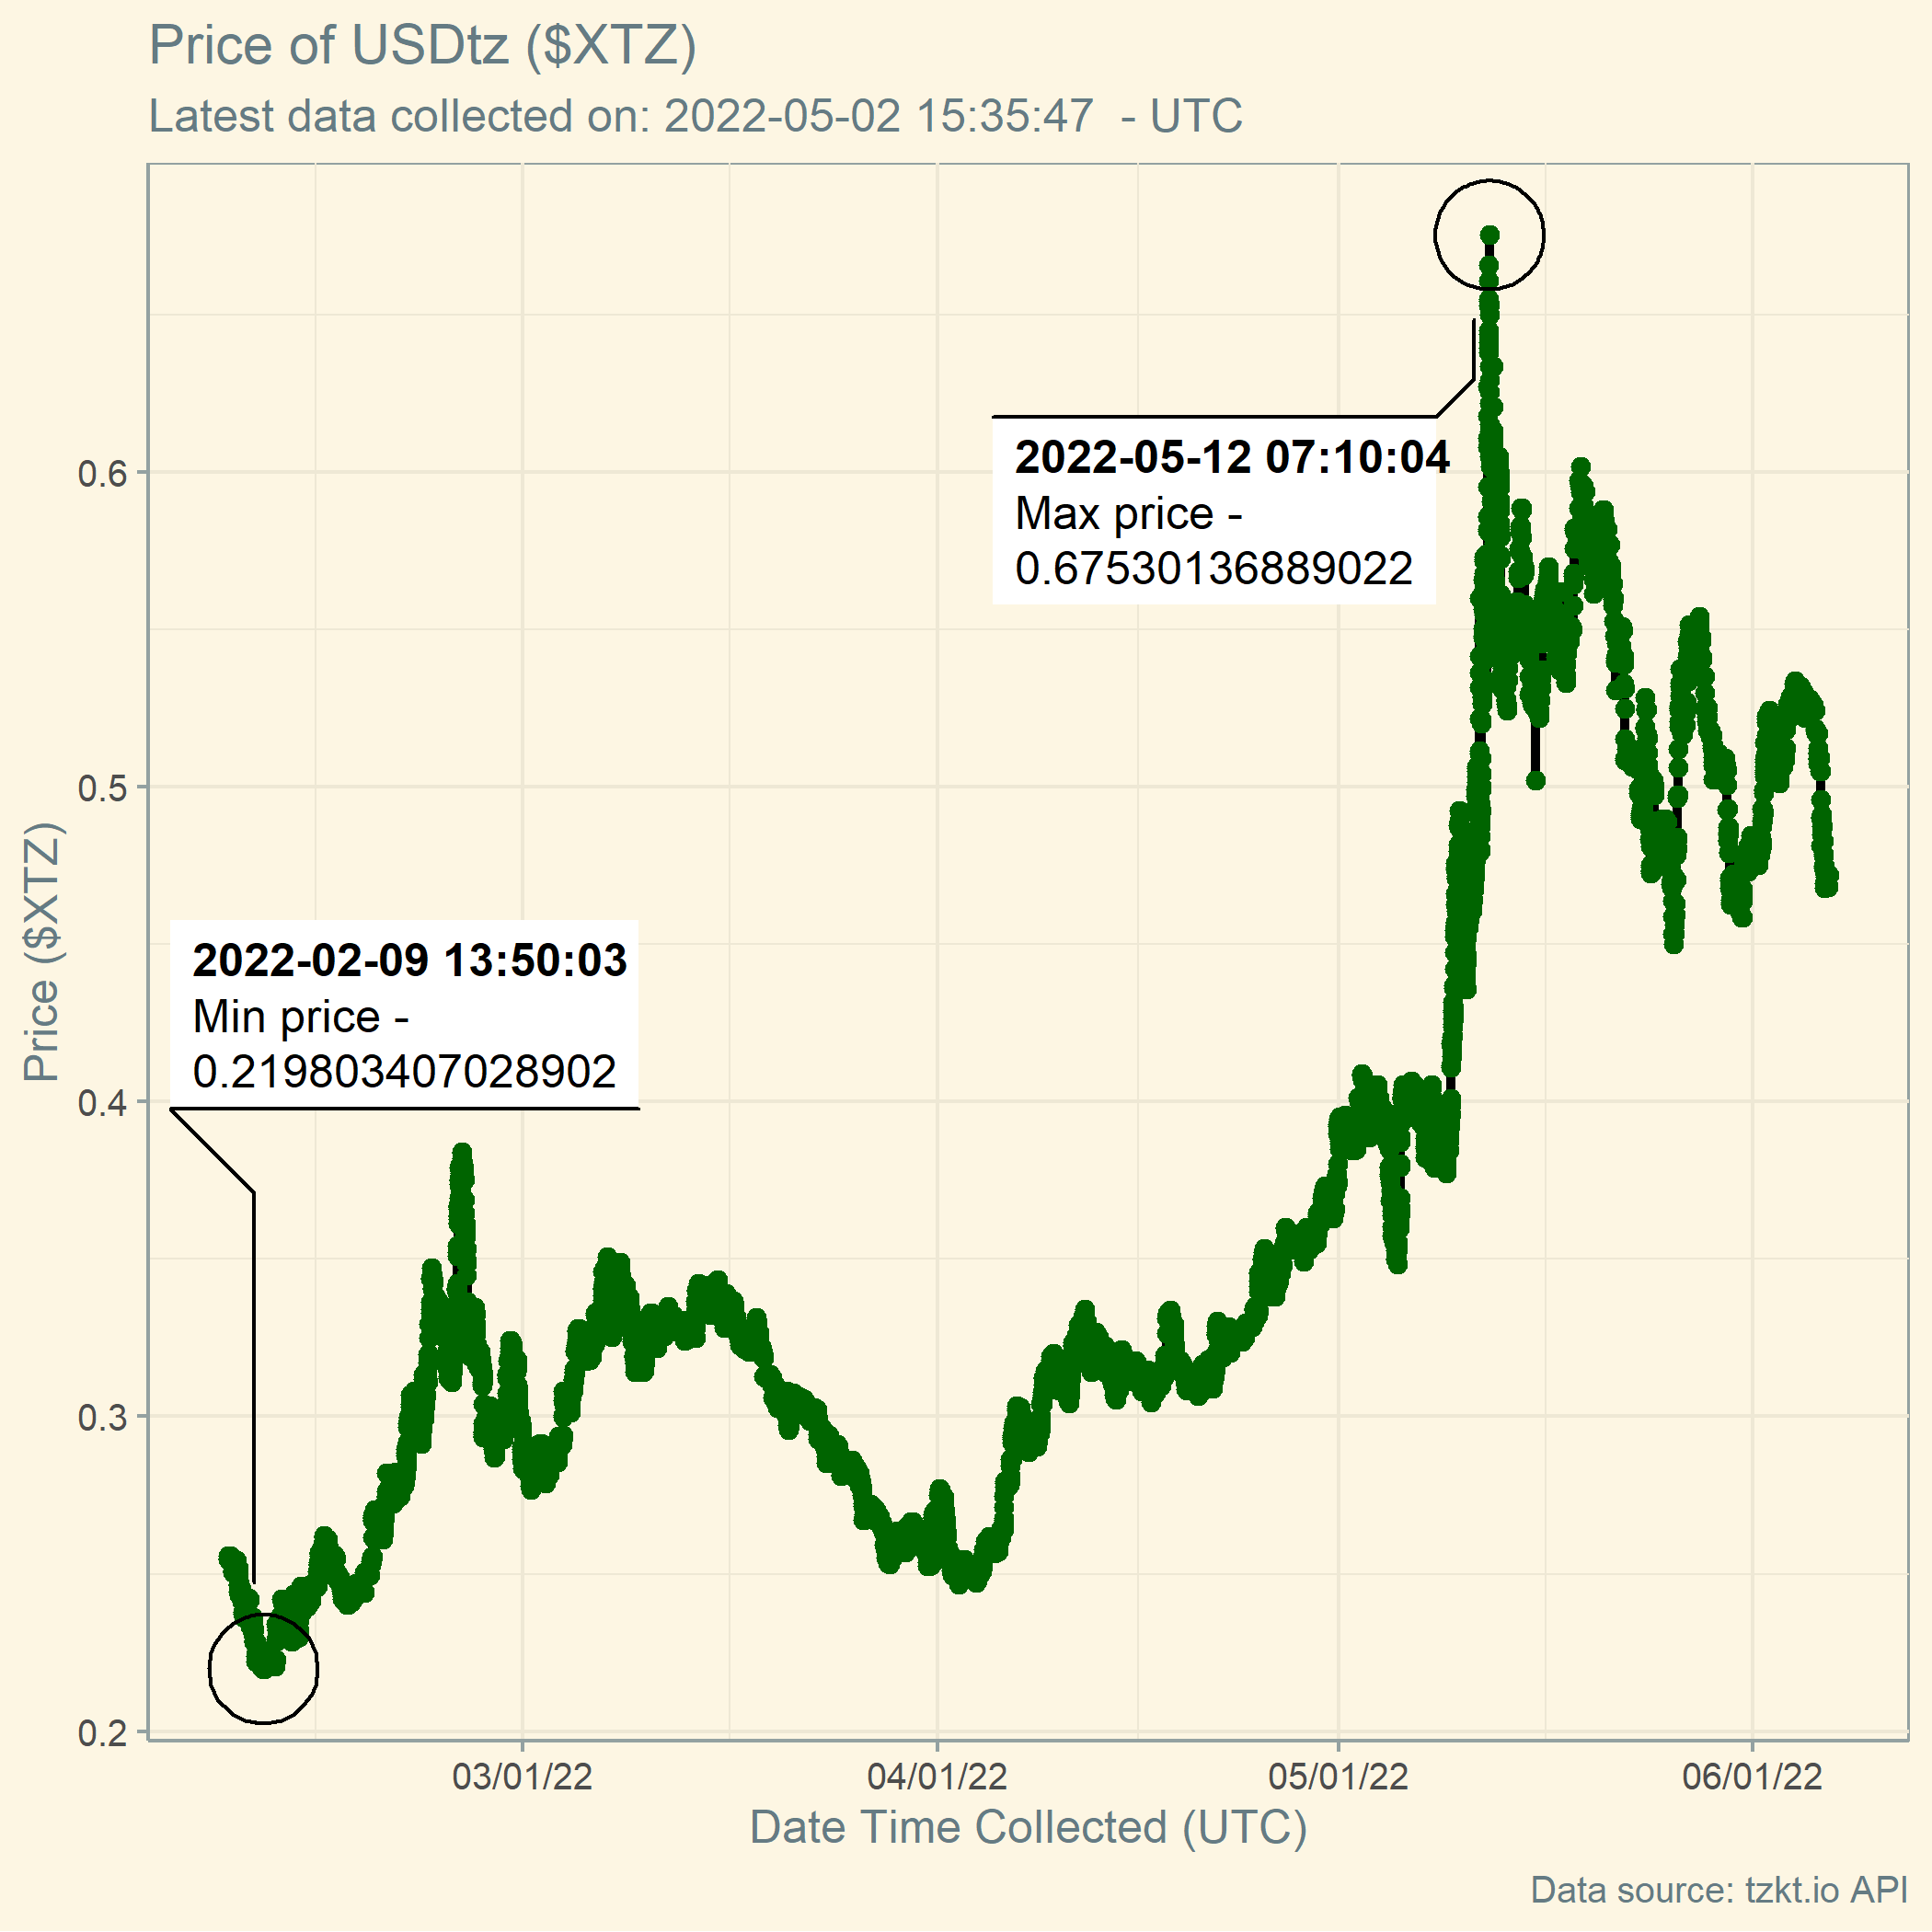 Price of USDtz ($XTZ)
Latest data collected on: 2022-05-02 15:35:47  - UTC
2022-05-12 07:10:04
Max price -
0.67530136889022
2022-02-09 13:50:03
Min price -
0.219803407028902
Price ($XTZ)
0.6
0.5
0.4
0.3
0.2
03/01/22
04/01/22
05/01/22
06/01/22
Date Time Collected (UTC)
Data source: tzkt.io API